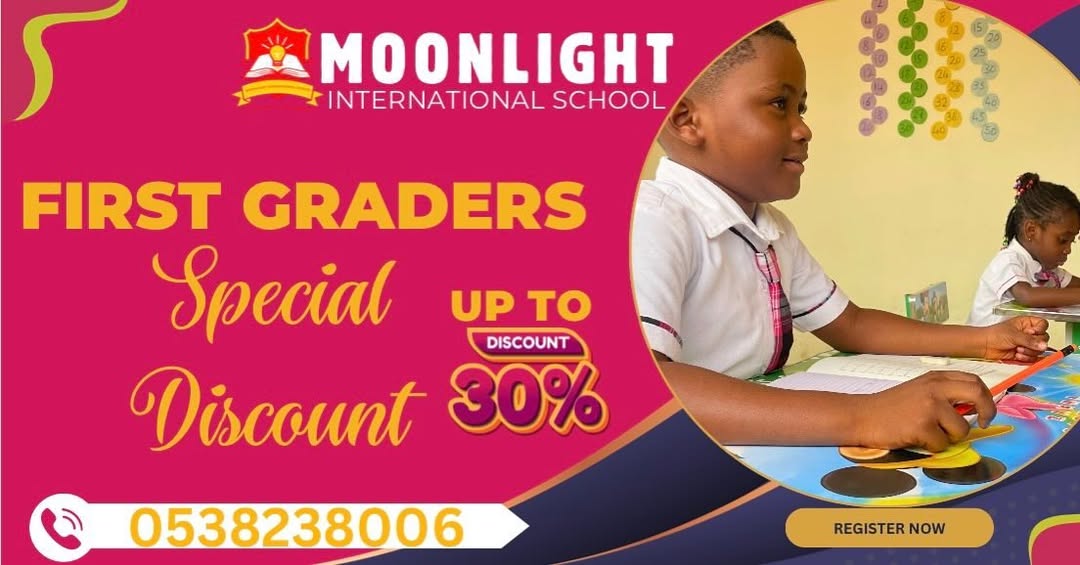 MOONLIGHT
INTERNATIONAL SCHOOL
FIRST GRADERS
Special
Discount
UP TO
DISCOUNT
30%
0538238006
REGISTER NOW